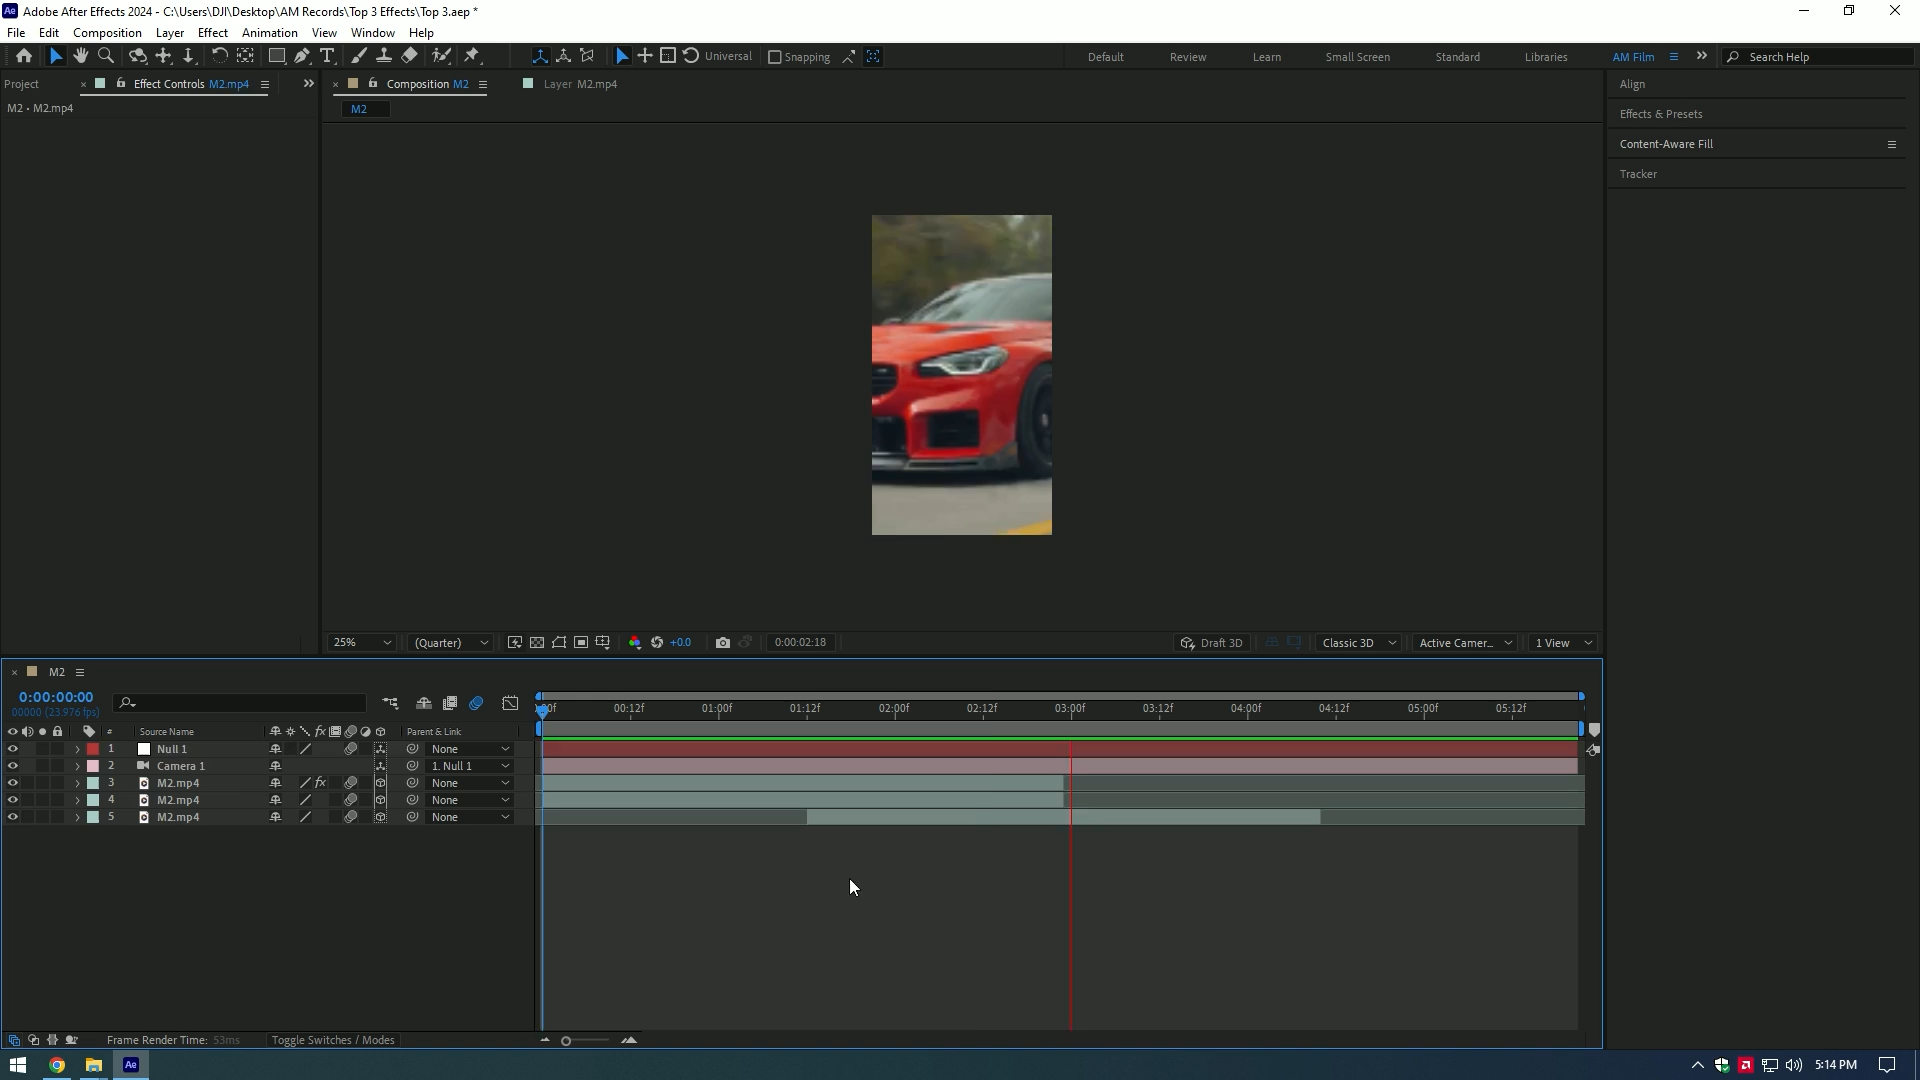 Adobe After Effects 2024 - C:\Users\DJI\Desktop\AM Records\Top 3 Effects\Top 3.aep *
File Edit Composition Layer Effect Animation View Window Help
Universal Snapping Default Review Learn Small Screen Standard Libraries AM Film Search Help
Project Effect Controls M2.mp4 Composition M2 Layer M2.mp4
M2 • M2.mp4
M2
Align
Effects & Presets
Content-Aware Fill
Tracker
25% (Quarter) +0.0 0:00:02:18 Draft 3D Classic 3D Active Camer... 1 View
M2
0:00:00:00
00000 (23.976 fps)
00f 00:12f 01:00f 01:12f 02:00f 02:12f 03:00f 03:12f 04:00f 04:12f 05:00f 05:12f
# Source Name fx Parent & Link
1 Null 1 None
2 Camera 1 1. Null 1
3 M2.mp4 fx None
4 M2.mp4 None
5 M2.mp4 None
Frame Render Time: 53ms Toggle Switches / Modes
Ae 5:14 PM